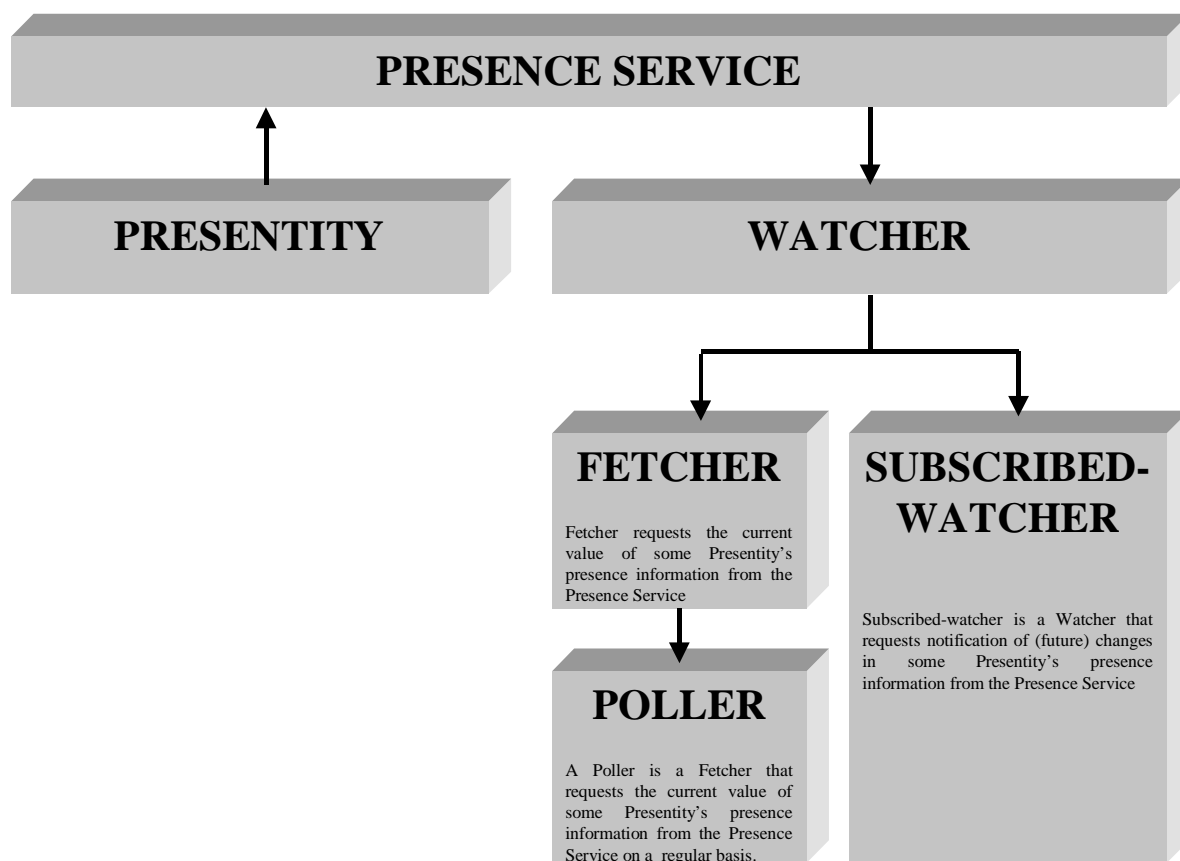 PRESENCE SERVICE
PRESENTITY
WATCHER
FETCHER
Fetcher requests the current
value of some Presentity’s
presence information from the
Presence Service
SUBSCRIBED-
WATCHER
Subscribed-watcher is a Watcher that
requests notification of (future) changes
in some Presentity’s presence
information from the Presence Service
POLLER
A Poller is a Fetcher that
requests the current value of
some Presentity’s presence
information from the Presence
Service on a regular basis.